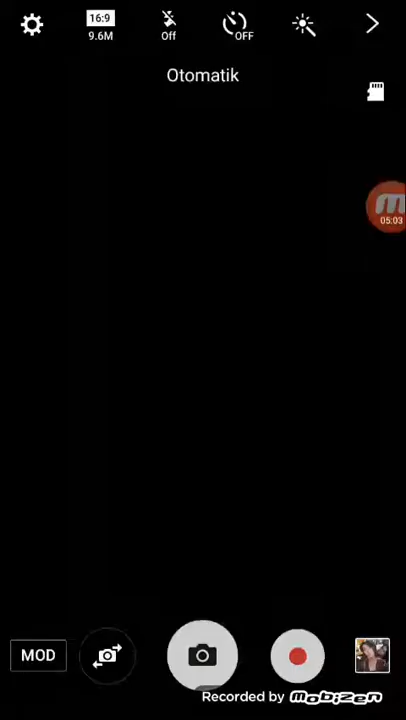 16:9
9.6M
Off
OFF
Otomatik
05:03
MOD
Recorded by Mobizen